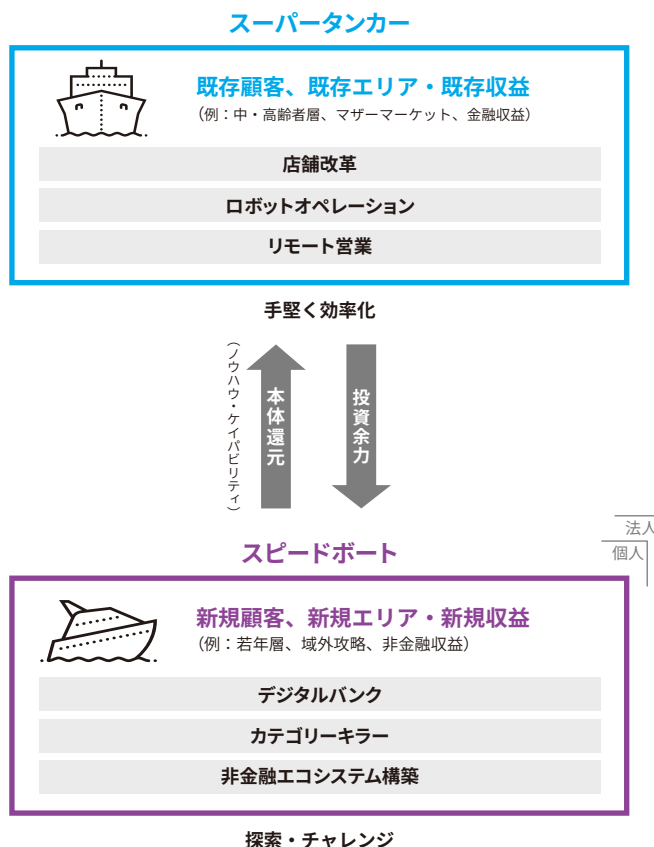 スーパータンカー
既存顧客、既存エリア・既存収益
(例：中・高齢者層、マザーマーケット、金融収益)
店舗改革
ロボットオペレーション
リモート営業
手堅く効率化
(ノウハウ・ケイパビリティ)
本体還元
投資余力
法人
個人
スピードボート
新規顧客、新規エリア・新規収益
(例：若年層、域外攻略、非金融収益)
デジタルバンク
カテゴリーキラー
非金融エコシステム構築
探索・チャレンジ